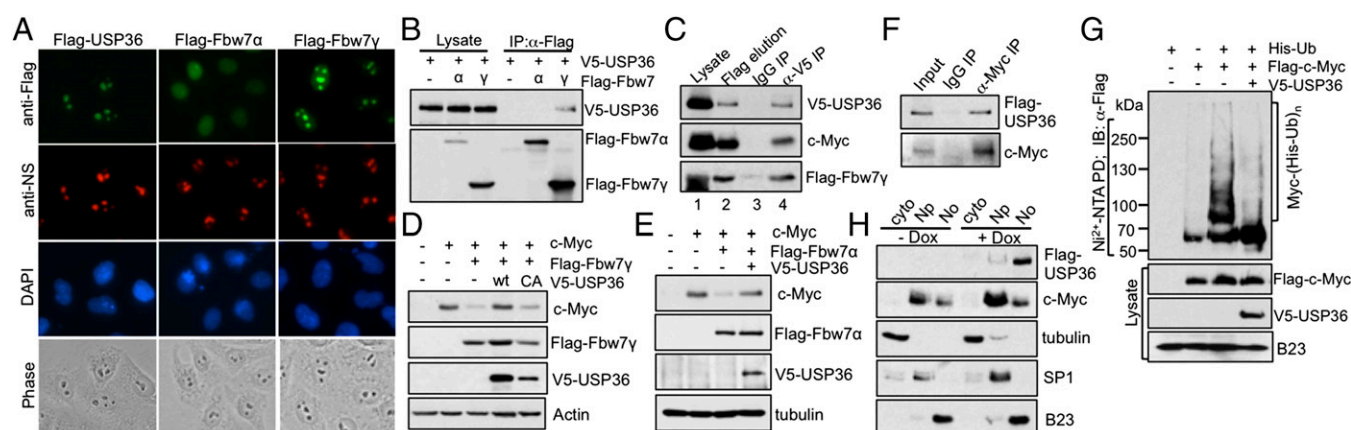 A
Flag-USP36 Flag-Fbw7α Flag-Fbw7γ
anti-Flag
anti-NS
DAPI
Phase
B
Lysate IP:α-Flag
+ + + + + + V5-USP36
- α γ - α γ Flag-Fbw7
V5-USP36
Flag-Fbw7α
Flag-Fbw7γ
C
Lysate
Flag elution
IgG IP
α-V5 IP
V5-USP36
c-Myc
Flag-Fbw7γ
1 2 3 4
D
- + + + + c-Myc
- - + + + Flag-Fbw7γ
- - - wt CA V5-USP36
c-Myc
Flag-Fbw7γ
V5-USP36
Actin
E
- + + + c-Myc
- - + + Flag-Fbw7α
- - - + V5-USP36
c-Myc
Flag-Fbw7α
V5-USP36
tubulin
F
Input
IgG IP
α-Myc IP
Flag-
USP36
c-Myc
H
cyto Np No cyto Np No
- Dox + Dox
Flag-
USP36
c-Myc
tubulin
SP1
B23
G
+ - + + His-Ub
- + + + Flag-c-Myc
- - - + V5-USP36
Ni²⁺-NTA PD; IB: α-Flag
kDa
250
130
100
70
50
Myc-(His-Ub)n
Lysate
Flag-c-Myc
V5-USP36
B23